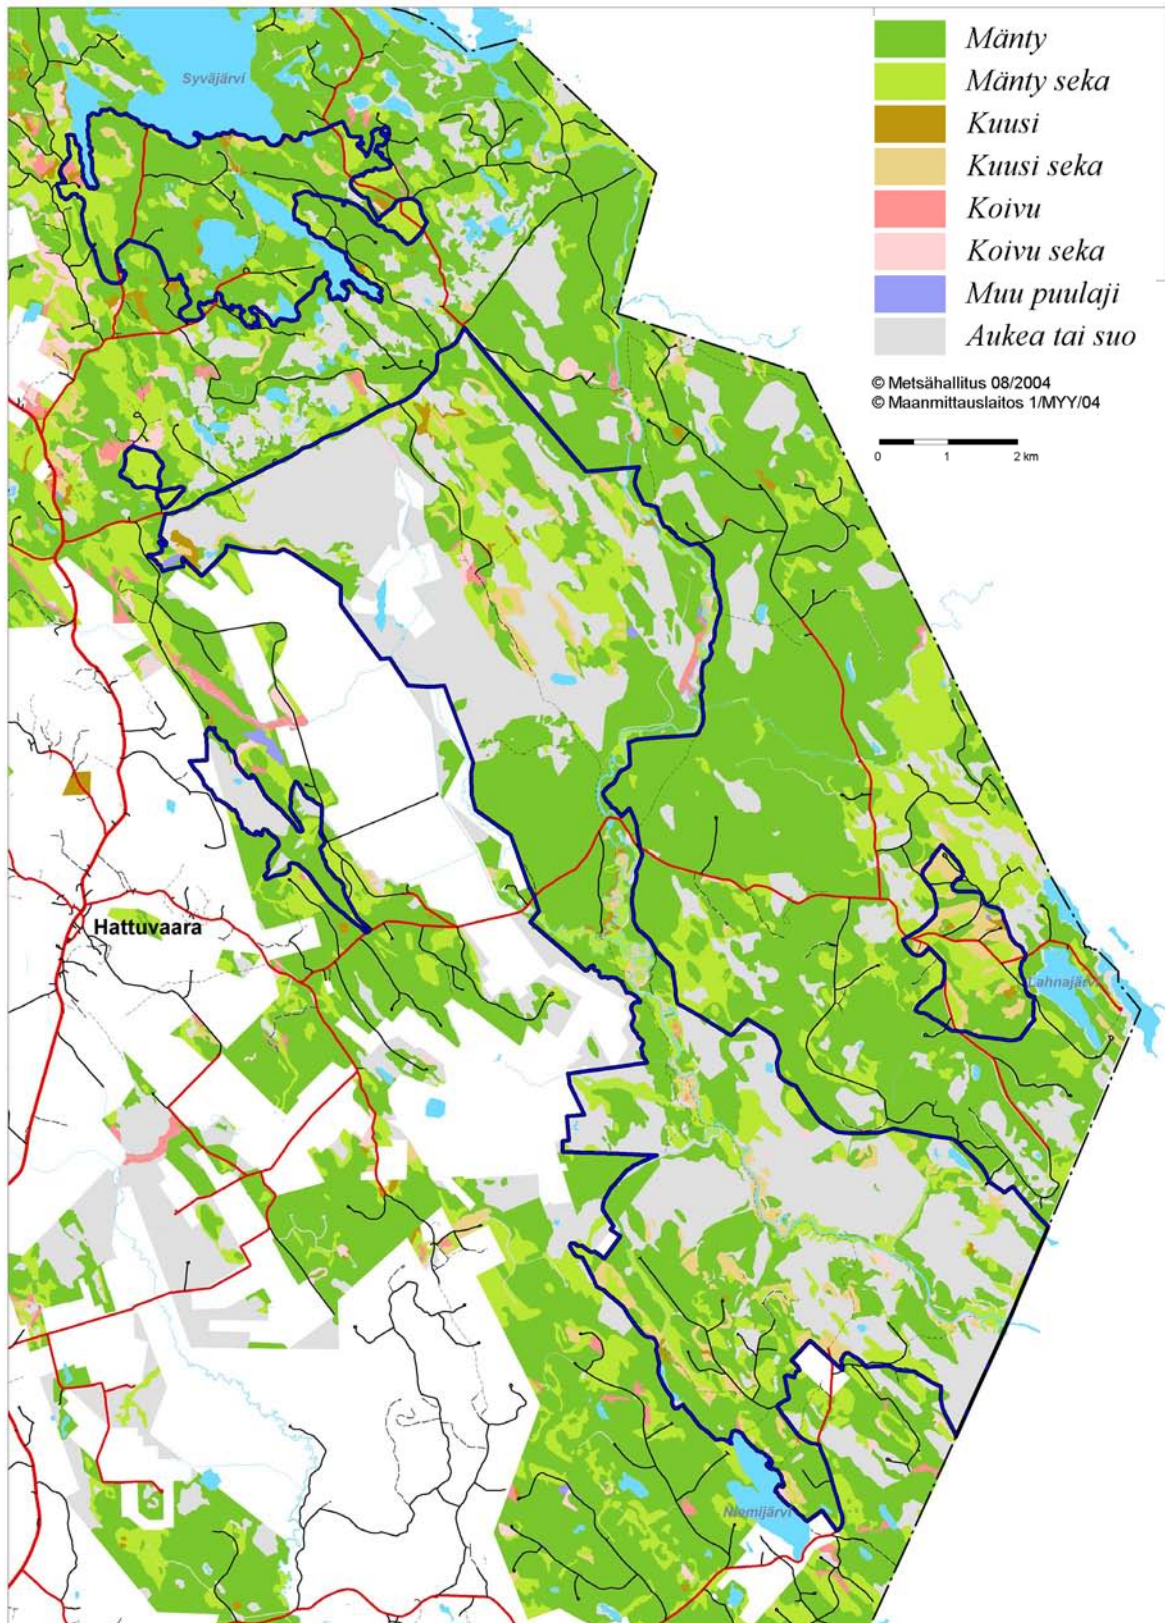 Syväjärvi
Mänty
Mänty seka
Kuusi
Kuusi seka
Koivu
Koivu seka
Muu puulaji
Aukea tai suo
© Metsähallitus 08/2004
© Maanmittauslaitos 1/MYY/04
0 1 2 km
Hattuvaara
Lahnajärvi
Niemijärvi